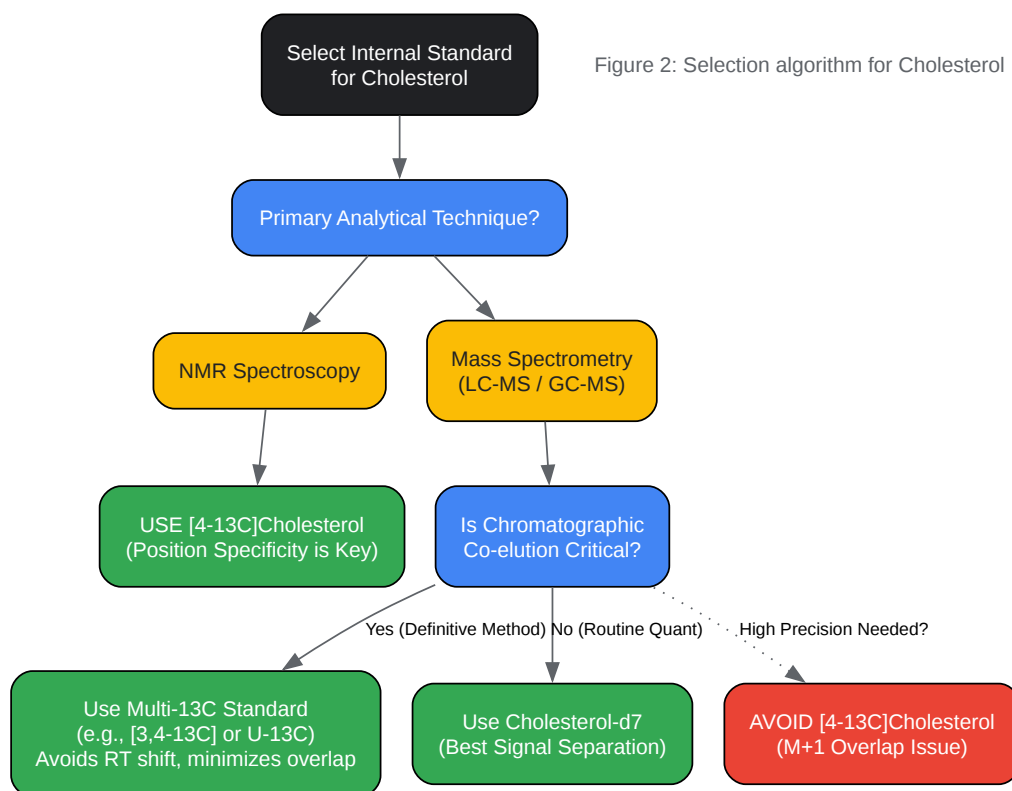 Select Internal Standard
for Cholesterol
Figure 2: Selection algorithm for Cholesterol
Primary Analytical Technique?
NMR Spectroscopy
Mass Spectrometry
(LC-MS / GC-MS)
USE [4-13C]Cholesterol
(Position Specificity is Key)
Is Chromatographic
Co-elution Critical?
Yes (Definitive Method)
No (Routine Quant)
High Precision Needed?
Use Multi-13C Standard
(e.g., [3,4-13C] or U-13C)
Avoids RT shift, minimizes overlap
Use Cholesterol-d7
(Best Signal Separation)
AVOID [4-13C]Cholesterol
(M+1 Overlap Issue)